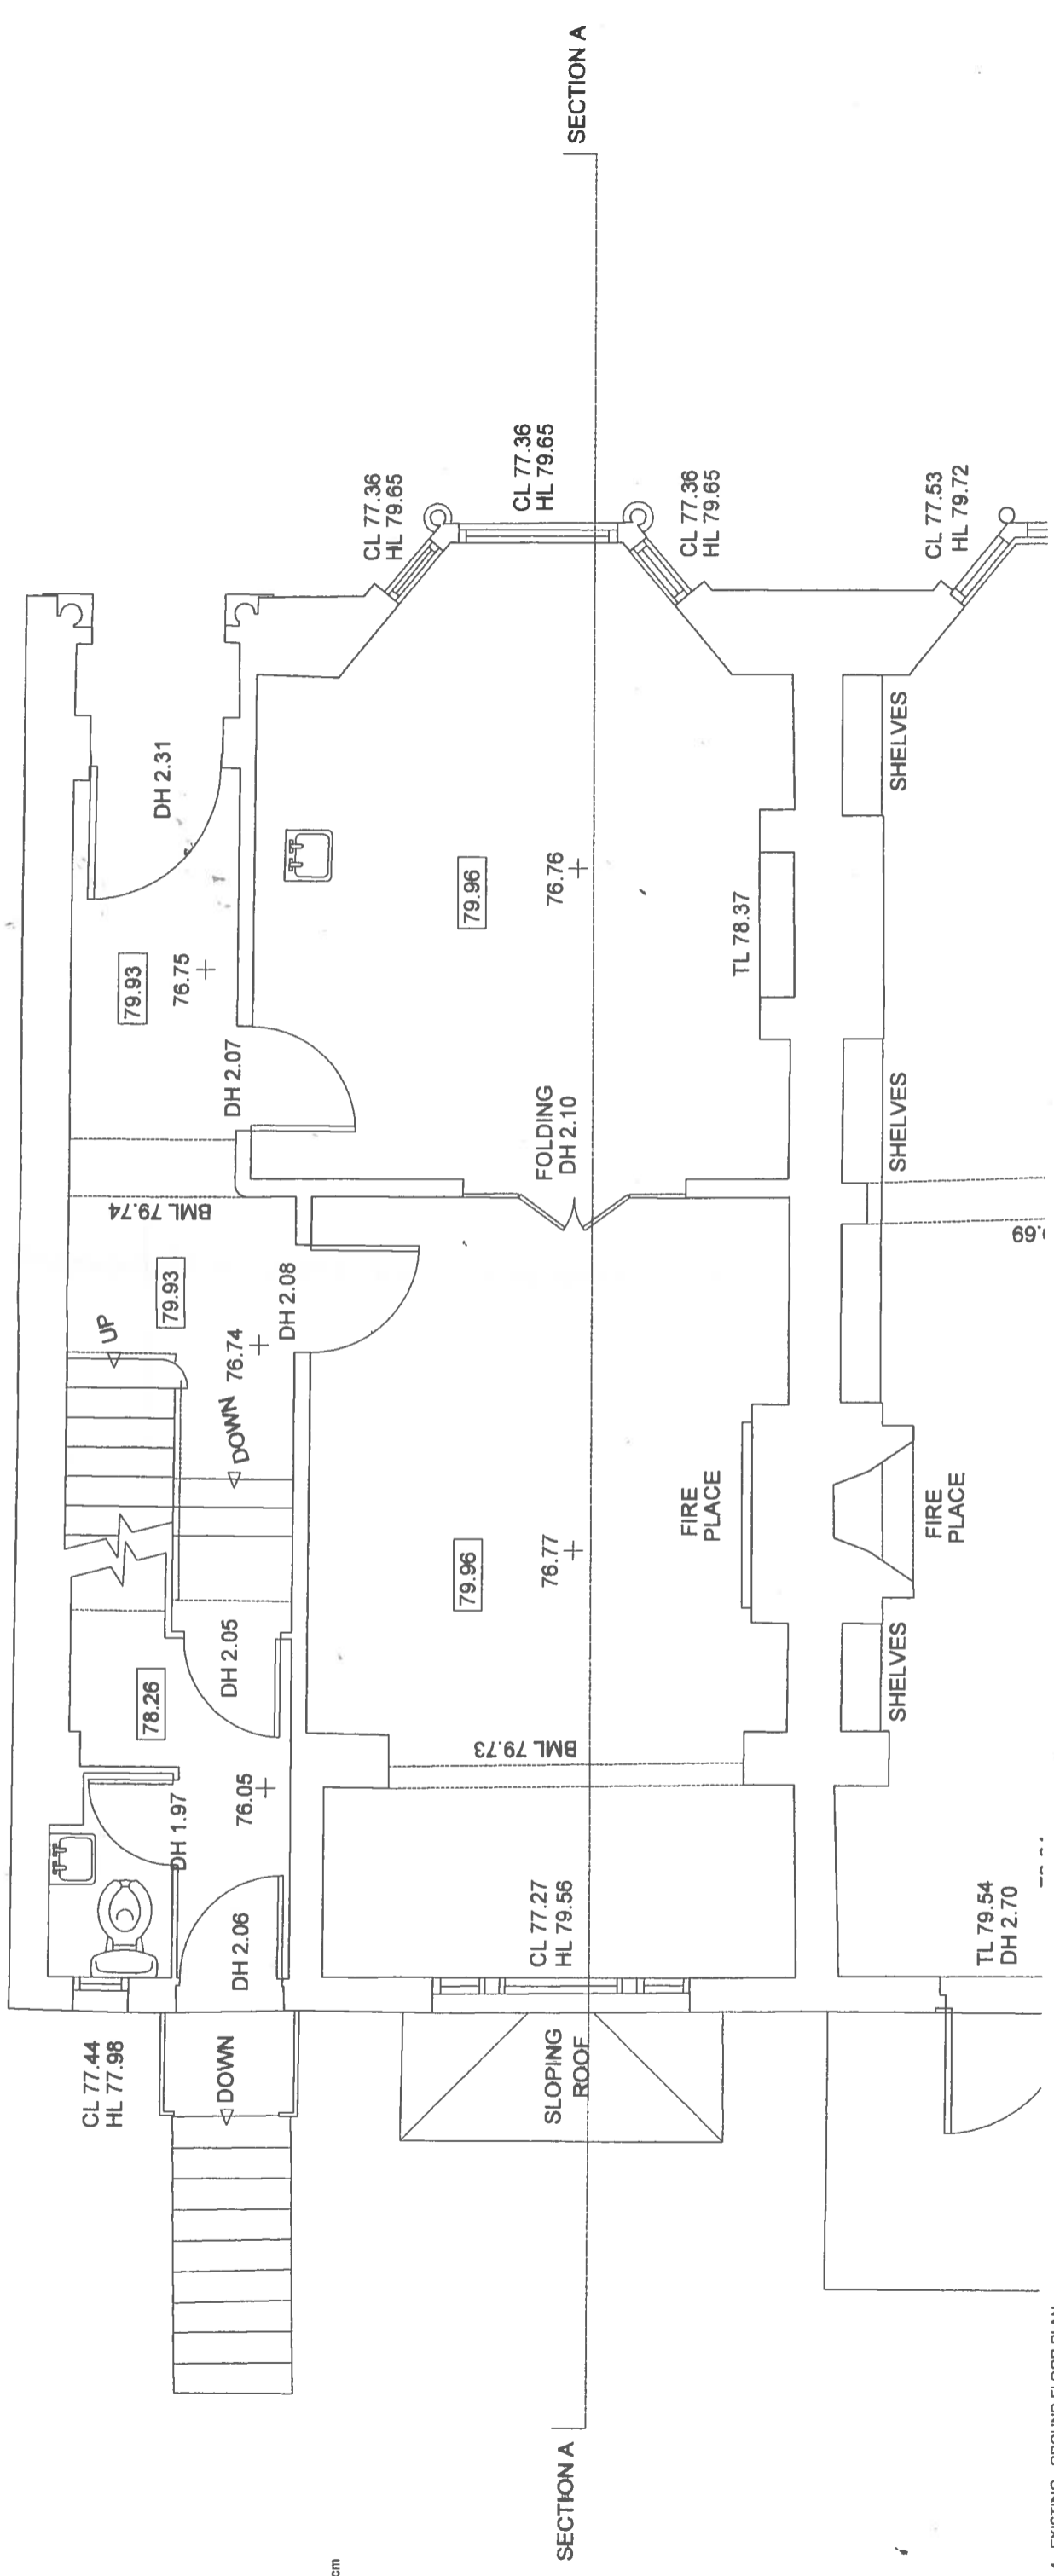 SECTION A
CL 77.36
HL 79.65
CL 77.36
HL 79.65
CL 77.36
HL 79.65
CL 77.53
HL 79.72
DH 2.31
SHELVES
79.93
76.75
79.96
76.76
TL 78.37
DH 2.07
FOLDING
DH 2.10
SHELVES
BML 79.74
79.93
UP
76.74
DH 2.08
DOWN
FIRE
PLACE
FIRE
PLACE
79.96
76.77
DH 2.05
78.26
SHELVES
BML 79.73
76.05
DH 1.97
DH 2.06
CL 77.27
HL 79.56
TL 79.54
DH 2.70
CL 77.44
HL 77.98
DOWN
SLOPING
ROOF
SECTION A
cm
EXISTING GROUND FLOOR PLAN